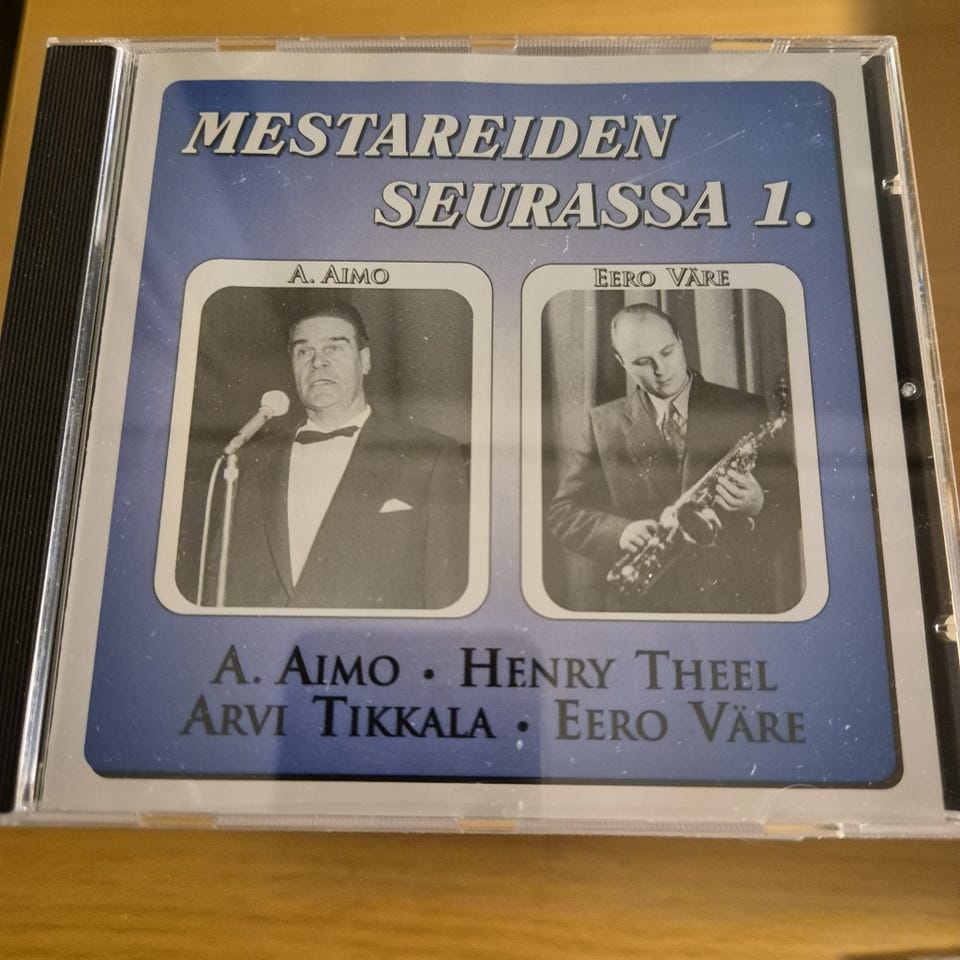 MESTAREIDEN
SEURASSA 1.
A. AIMO
EERO VÄRE
A. AIMO • HENRY THEEL
ARVI TIKKALA • EERO VÄRE